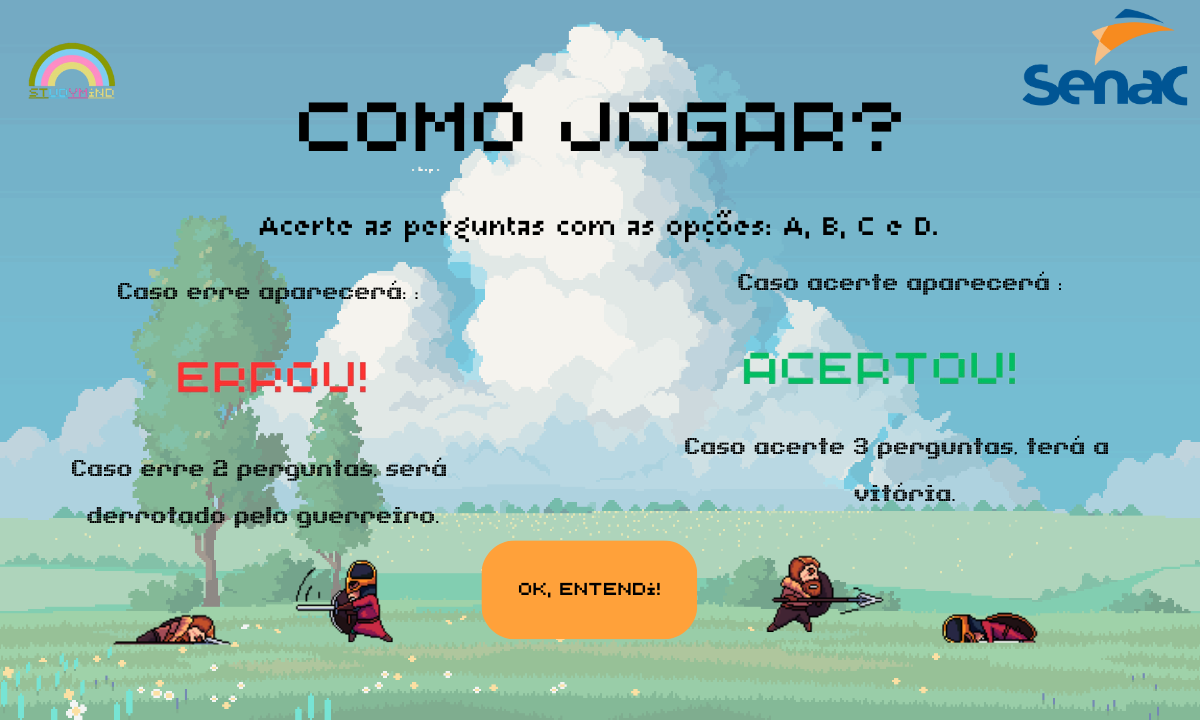 STUDYMiND
Senac
COMO JOGAR?
Acerte as perguntas com as opções: A, B, C e D.
Caso erre aparecerá: :
Caso acerte aparecerá :
ERROU!
ACERTOU!
Caso erre 2 perguntas, será
derrotado pelo guerreiro.
Caso acerte 3 perguntas, terá a
vitória.
OK, ENTENDi!